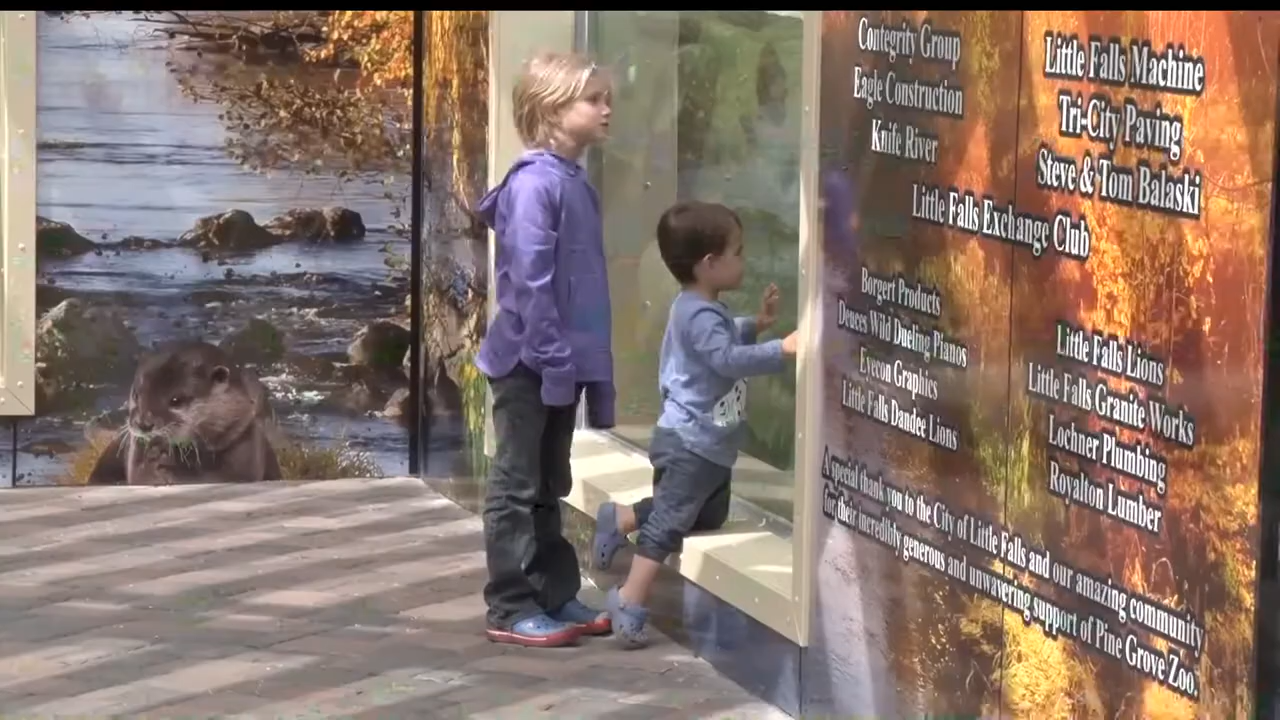 Contegrity Group
Eagle Construction
Knife River
Little Falls Machine
Tri-City Paving
Steve & Tom Balaski
Little Falls Exchange Club
Borgert Products
Deuces Wild Dueling Pianos
Eyecon Graphics
Little Falls Dandee Lions
Little Falls Lions
Little Falls Granite Works
Lochner Plumbing
Royalton Lumber
A special thank you to the City of Little Falls and our amazing community
for their incredibly generous and unwavering support of Pine Grove Zoo.